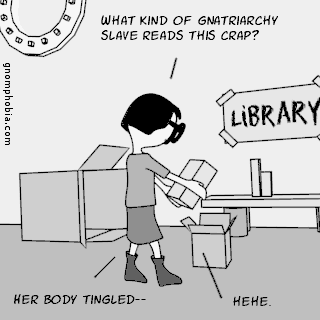 WHAT KIND OF GNATRIARCHY
SLAVE READS THIS CRAP?
gnomphobia.com
LIBRARY
HER BODY TINGLED--
HEHE.